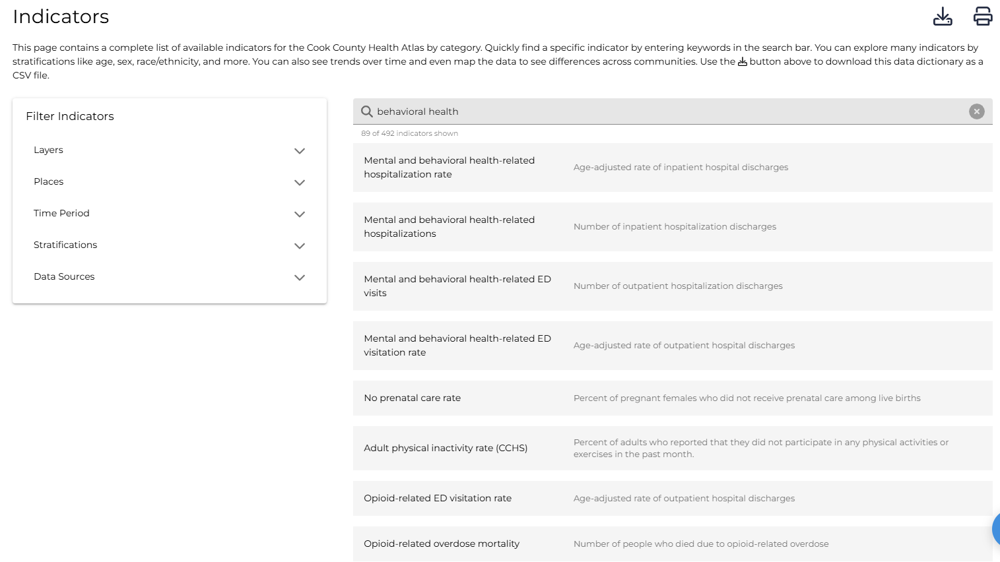 Indicators
This page contains a complete list of available indicators for the Cook County Health Atlas by category. Quickly find a specific indicator by entering keywords in the search bar. You can explore many indicators by
stratifications like age, sex, race/ethnicity, and more. You can also see trends over time and even map the data to see differences across communities. Use the button above to download this data dictionary as a
CSV file.
Filter Indicators
Layers
Places
Time Period
Stratifications
Data Sources
behavioral health
89 of 492 indicators shown
Mental and behavioral health-related
hospitalization rate
Age-adjusted rate of inpatient hospital discharges
Mental and behavioral health-related
hospitalizations
Number of inpatient hospitalization discharges
Mental and behavioral health-related ED
visits
Number of outpatient hospitalization discharges
Mental and behavioral health-related ED
visitation rate
Age-adjusted rate of outpatient hospital discharges
No prenatal care rate
Percent of pregnant females who did not receive prenatal care among live births
Adult physical inactivity rate (CCHS)
Percent of adults who reported that they did not participate in any physical activities or
exercises in the past month.
Opioid-related ED visitation rate
Age-adjusted rate of outpatient hospital discharges
Opioid-related overdose mortality
Number of people who died due to opioid-related overdose